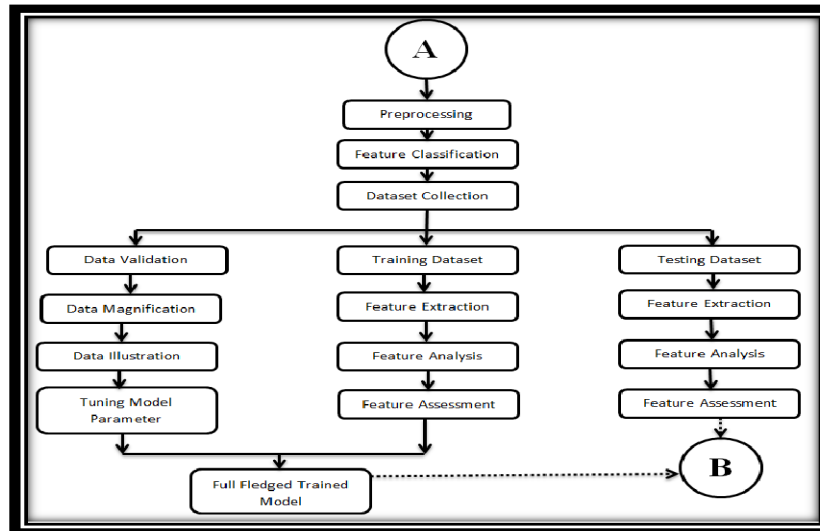 A
Preprocessing
Feature Classification
Dataset Collection
Data Validation
Training Dataset
Testing Dataset
Data Magnification
Feature Extraction
Feature Extraction
Data Illustration
Feature Analysis
Feature Analysis
Tuning Model
Parameter
Feature Assessment
Feature Assessment
Full Fledged Trained
Model
B